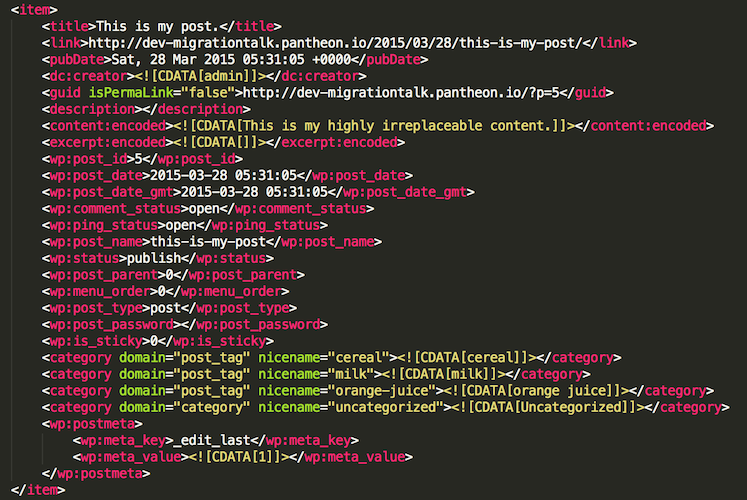 <item>
<title>This is my post.</title>
<link>http://dev-migrationtalk.pantheon.io/2015/03/28/this-is-my-post/</link>
<pubDate>Sat, 28 Mar 2015 05:31:05 +0000</pubDate>
<dc:creator><![CDATA[admin]]></dc:creator>
<guid isPermaLink="false">http://dev-migrationtalk.pantheon.io/?p=5</guid>
<description></description>
<content:encoded><![CDATA[This is my highly irreplaceable content.]]></content:encoded>
<excerpt:encoded><![CDATA[]]></excerpt:encoded>
<wp:post_id>5</wp:post_id>
<wp:post_date>2015-03-28 05:31:05</wp:post_date>
<wp:post_date_gmt>2015-03-28 05:31:05</wp:post_date_gmt>
<wp:comment_status>open</wp:comment_status>
<wp:ping_status>open</wp:ping_status>
<wp:post_name>this-is-my-post</wp:post_name>
<wp:status>publish</wp:status>
<wp:post_parent>0</wp:post_parent>
<wp:menu_order>0</wp:menu_order>
<wp:post_type>post</wp:post_type>
<wp:post_password></wp:post_password>
<wp:is_sticky>0</wp:is_sticky>
<category domain="post_tag" nicename="cereal"><![CDATA[cereal]]></category>
<category domain="post_tag" nicename="milk"><![CDATA[milk]]></category>
<category domain="post_tag" nicename="orange-juice"><![CDATA[orange juice]]></category>
<category domain="category" nicename="uncategorized"><![CDATA[Uncategorized]]></category>
<wp:postmeta>
<wp:meta_key>_edit_last</wp:meta_key>
<wp:meta_value><![CDATA[1]]></wp:meta_value>
</wp:postmeta>
</item>